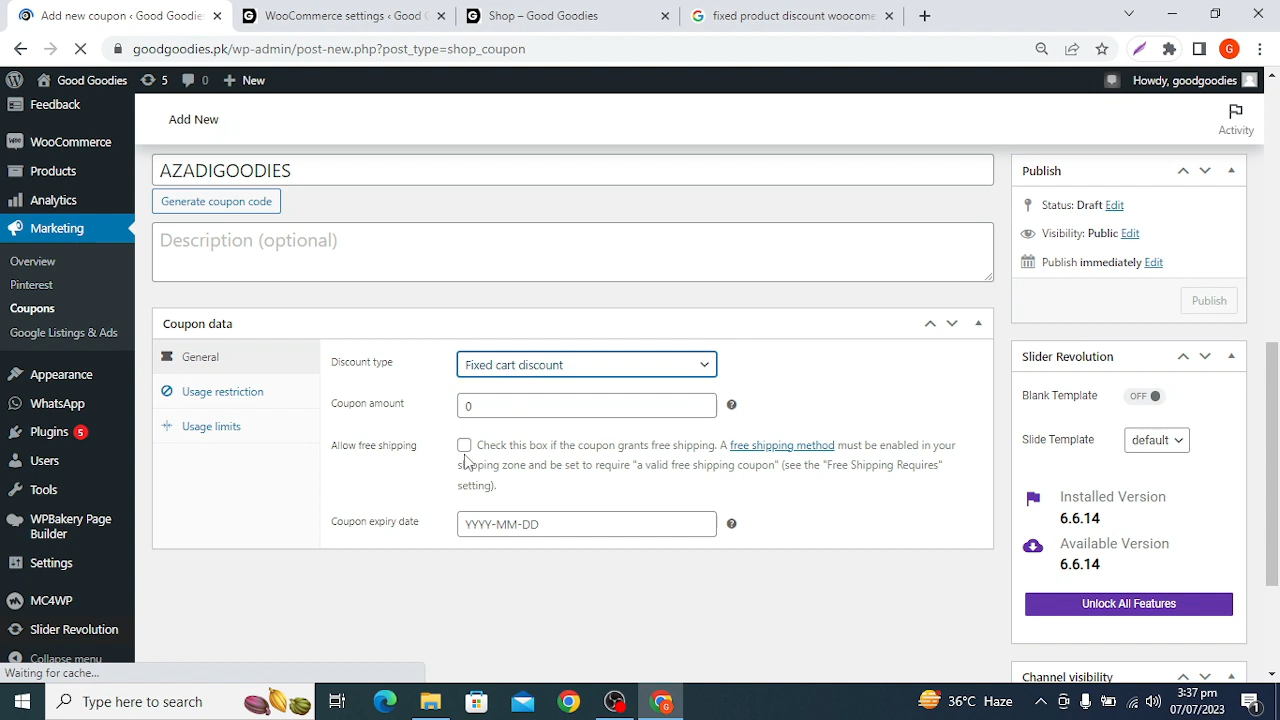 Add new coupon ‹ Good Goodies
WooCommerce settings ‹ Good G
Shop – Good Goodies
fixed product discount woocome
goodgoodies.pk/wp-admin/post-new.php?post_type=shop_coupon
Good Goodies
5
0
New
Howdy, goodgoodies
Feedback
WooCommerce
Products
Analytics
Marketing
Overview
Pinterest
Coupons
Google Listings & Ads
Appearance
WhatsApp
Plugins 5
Users
Tools
WPBakery Page
Builder
Settings
MC4WP
Slider Revolution
Collapse menu
Add New
Activity
AZADIGOODIES
Generate coupon code
Description (optional)
Coupon data
General
Usage restriction
Usage limits
Discount type
Fixed cart discount
Coupon amount
0
Allow free shipping
Check this box if the coupon grants free shipping. A free shipping method must be enabled in your
shipping zone and be set to require "a valid free shipping coupon" (see the "Free Shipping Requires"
setting).
Coupon expiry date
YYYY-MM-DD
Publish
Status: Draft Edit
Visibility: Public Edit
Publish immediately Edit
Publish
Slider Revolution
Blank Template
OFF
Slide Template
default
Installed Version
6.6.14
Available Version
6.6.14
Unlock All Features
Channel visibility
Waiting for cache...
Type here to search
36°C Haze
3:37 pm
07/07/2023
1